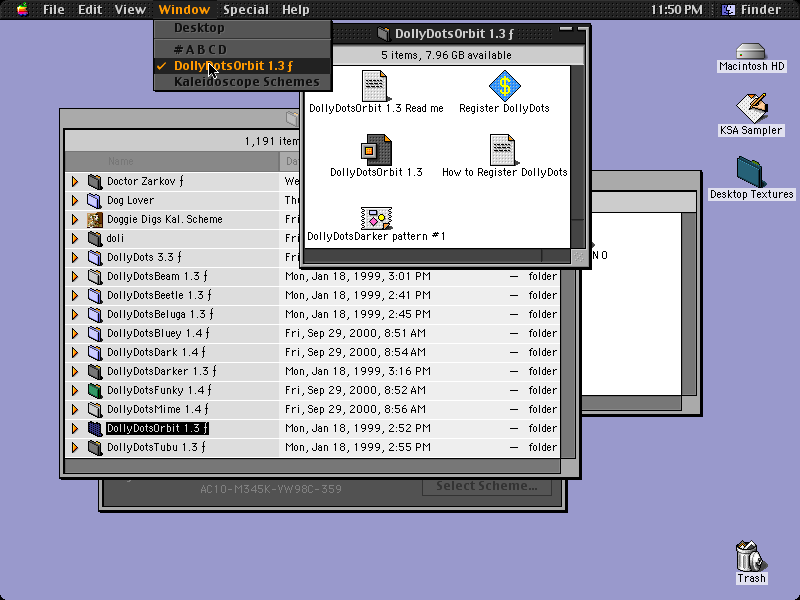 File Edit View Window Special Help 11:50 PM Finder
Desktop
#ABCD
✓ DollyDotsOrbit 1.3 ƒ
Kaleidoscope Schemes
DollyDotsOrbit 1.3 ƒ
5 items, 7.96 GB available
DollyDotsOrbit 1.3 Read me
Register DollyDots
DollyDotsOrbit 1.3
How to Register DollyDots
DollyDotsDarker pattern #1
Macintosh HD
KSA Sampler
Desktop Textures
Trash
1,191 item
Name Da
Doctor Zarkov ƒ We
Dog Lover Th
Doggie Digs Kal. Scheme Fri
doli Fri
DollyDots 3.3 ƒ Fri
DollyDotsBeam 1.3 ƒ Mon, Jan 18, 1999, 3:01 PM — folder
DollyDotsBeetle 1.3 ƒ Mon, Jan 18, 1999, 2:41 PM — folder
DollyDotsBeluga 1.3 ƒ Mon, Jan 18, 1999, 2:45 PM — folder
DollyDotsBluey 1.4 ƒ Fri, Sep 29, 2000, 8:51 AM — folder
DollyDotsDark 1.4 ƒ Fri, Sep 29, 2000, 8:54 AM — folder
DollyDotsDarker 1.3 ƒ Mon, Jan 18, 1999, 3:16 PM — folder
DollyDotsFunky 1.4 ƒ Fri, Sep 29, 2000, 8:52 AM — folder
DollyDotsMime 1.4 ƒ Fri, Sep 29, 2000, 8:56 AM — folder
DollyDotsOrbit 1.3 ƒ Mon, Jan 18, 1999, 2:52 PM — folder
DollyDotsTubu 1.3 ƒ Mon, Jan 18, 1999, 2:55 PM — folder
NO
AC10-M345K-VW98C-359
Select Scheme...